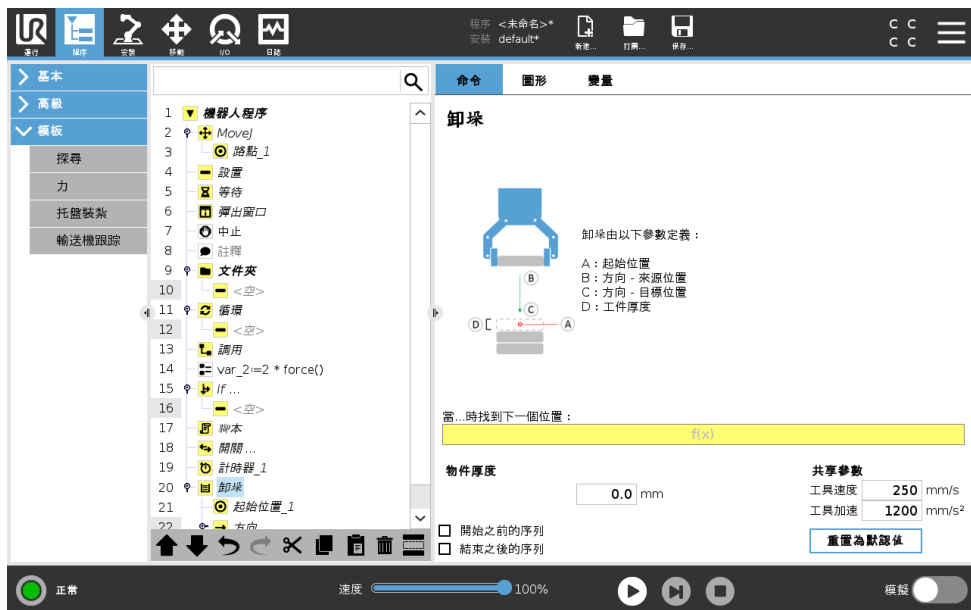 程序 <未命名>*
安裝 default*
C C
C C
運行 程序 安裝 移動 I/O 日誌 新建... 打開... 保存...
基本
高級
模板
探尋
力
托盤裝紮
輸送機跟踪
1 機器人程序
2 MoveJ
3 路點_1
4 設置
5 等待
6 彈出窗口
7 中止
8 註釋
9 文件夾
10 <空>
11 循環
12 <空>
13 調用
14 var_2≔2 * force()
15 If ...
16 <空>
17 腳本
18 開關 ...
19 計時器_1
20 卸垛
21 起始位置_1
22 方向
命令 圖形 變量
卸垛
卸垛由以下參數定義：
A：起始位置
B：方向 - 來源位置
C：方向 - 目標位置
D：工件厚度
B
C
D A
當...時找到下一個位置：
f(x)
物件厚度
0.0 mm
開始之前的序列
結束之後的序列
共享參數
工具速度 250 mm/s
工具加速 1200 mm/s²
重置為默認值
正常
速度 100%
模擬